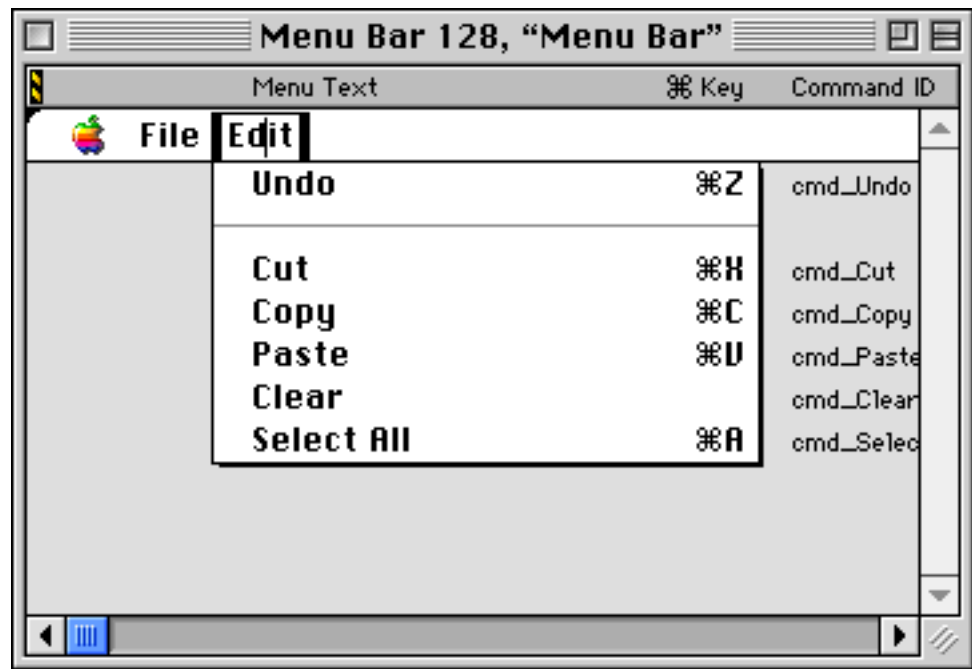 Menu Bar 128, “Menu Bar”
Menu Text ⌘ Key Command ID
File Edit
Undo ⌘Z cmd_Undo
Cut ⌘X cmd_Cut
Copy ⌘C cmd_Copy
Paste ⌘V cmd_Paste
Clear cmd_Clear
Select All ⌘A cmd_Selec